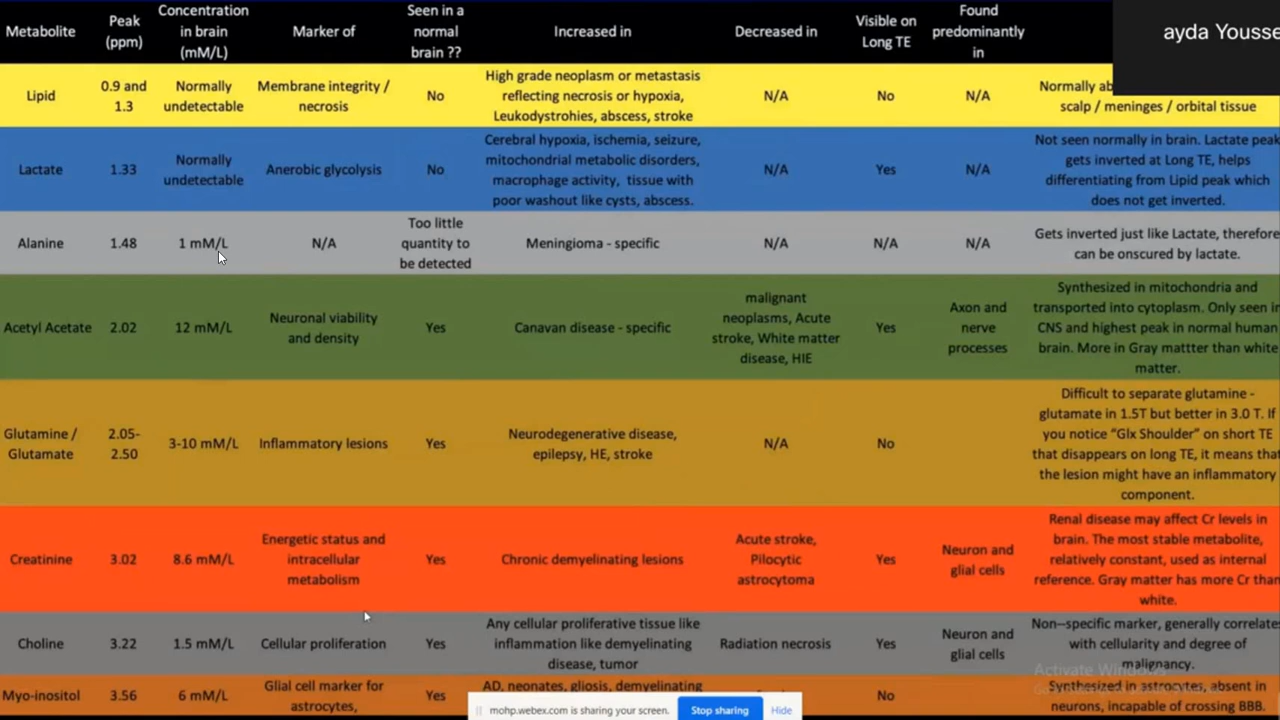 Metabolite
Peak
(ppm)
Concentration
in brain
(mM/L)
Marker of
Seen in a
normal
brain ??
Increased in
Decreased in
Visible on
Long TE
Found
predominantly
in
ayda Yousse
Lipid
0.9 and
1.3
Normally
undetectable
Membrane integrity /
necrosis
No
High grade neoplasm or metastasis
reflecting necrosis or hypoxia,
Leukodystrohies, abscess, stroke
N/A
No
N/A
Normally ab
scalp / meninges / orbital tissue
Lactate
1.33
Normally
undetectable
Anerobic glycolysis
No
Cerebral hypoxia, ischemia, seizure,
mitochondrial metabolic disorders,
macrophage activity, tissue with
poor washout like cysts, abscess.
N/A
Yes
N/A
Not seen normally in brain. Lactate peak
gets inverted at Long TE, helps
differentiating from Lipid peak which
does not get inverted.
Alanine
1.48
1 mM/L
N/A
Too little
quantity to
be detected
Meningioma - specific
N/A
N/A
N/A
Gets inverted just like Lactate, therefore
can be onscured by lactate.
Acetyl Acetate
2.02
12 mM/L
Neuronal viability
and density
Yes
Canavan disease - specific
malignant
neoplasms, Acute
stroke, White matter
disease, HIE
Yes
Axon and
nerve
processes
Synthesized in mitochondria and
transported into cytoplasm. Only seen in
CNS and highest peak in normal human
brain. More in Gray mattter than white
matter.
Glutamine /
Glutamate
2.05-
2.50
3-10 mM/L
Inflammatory lesions
Yes
Neurodegenerative disease,
epilepsy, HE, stroke
N/A
No
Difficult to separate glutamine -
glutamate in 1.5T but better in 3.0 T. If
you notice “Glx Shoulder” on short TE
that disappears on long TE, it means that
the lesion might have an inflammatory
component.
Creatinine
3.02
8.6 mM/L
Energetic status and
intracellular
metabolism
Yes
Chronic demyelinating lesions
Acute stroke,
Pilocytic
astrocytoma
Yes
Neuron and
glial cells
Renal disease may affect Cr levels in
brain. The most stable metabolite,
relatively constant, used as internal
reference. Gray matter has more Cr than
white.
Choline
3.22
1.5 mM/L
Cellular proliferation
Yes
Any cellular proliferative tissue like
inflammation like demyelinating
disease, tumor
Radiation necrosis
Yes
Neuron and
glial cells
Non–specific marker, generally correlates
with cellularity and degree of
malignancy.
Activate Windows
Myo-inositol
3.56
6 mM/L
Glial cell marker for
astrocytes,
Yes
AD, neonates, gliosis, demyelinating
No
Synthesized in astrocytes, absent in
neurons, incapable of crossing BBB.
mohp.webex.com is sharing your screen.
Stop sharing
Hide